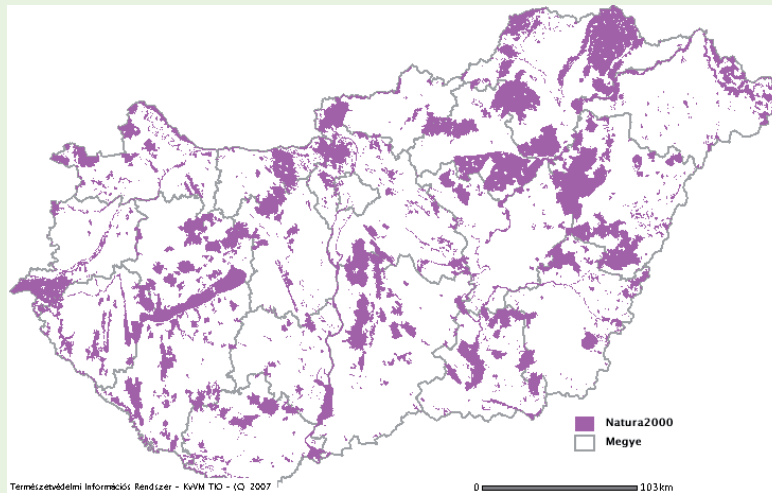 Natura2000
Megye
Természetvédelmi Információs Rendszer - KvVM TIO - (C) 2007
0 103km